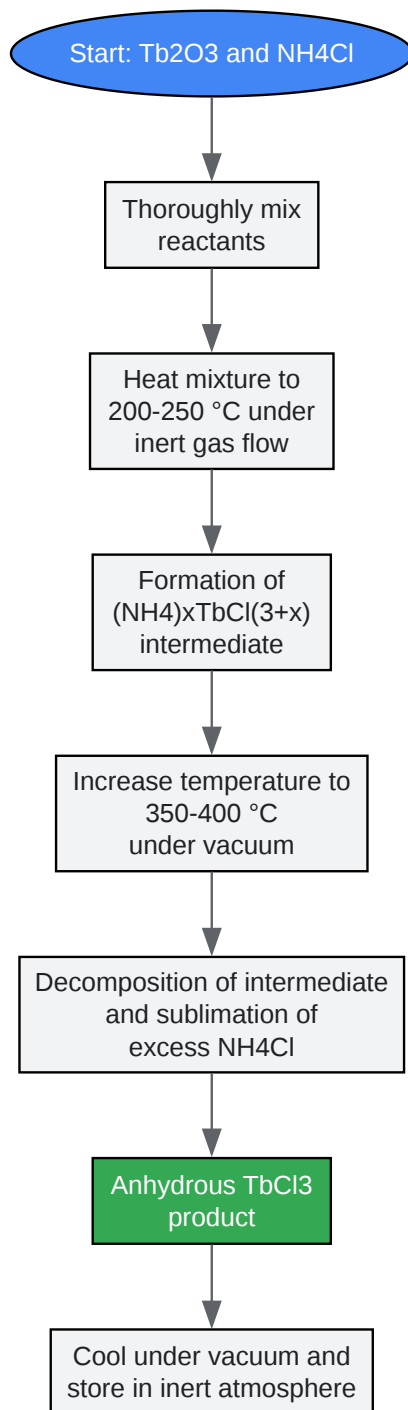 Start: Tb2O3 and NH4Cl
Thoroughly mix
reactants
Heat mixture to
200-250 °C under
inert gas flow
Formation of
(NH4)xTbCl(3+x)
intermediate
Increase temperature to
350-400 °C
under vacuum
Decomposition of intermediate
and sublimation of
excess NH4Cl
Anhydrous TbCl3
product
Cool under vacuum and
store in inert atmosphere